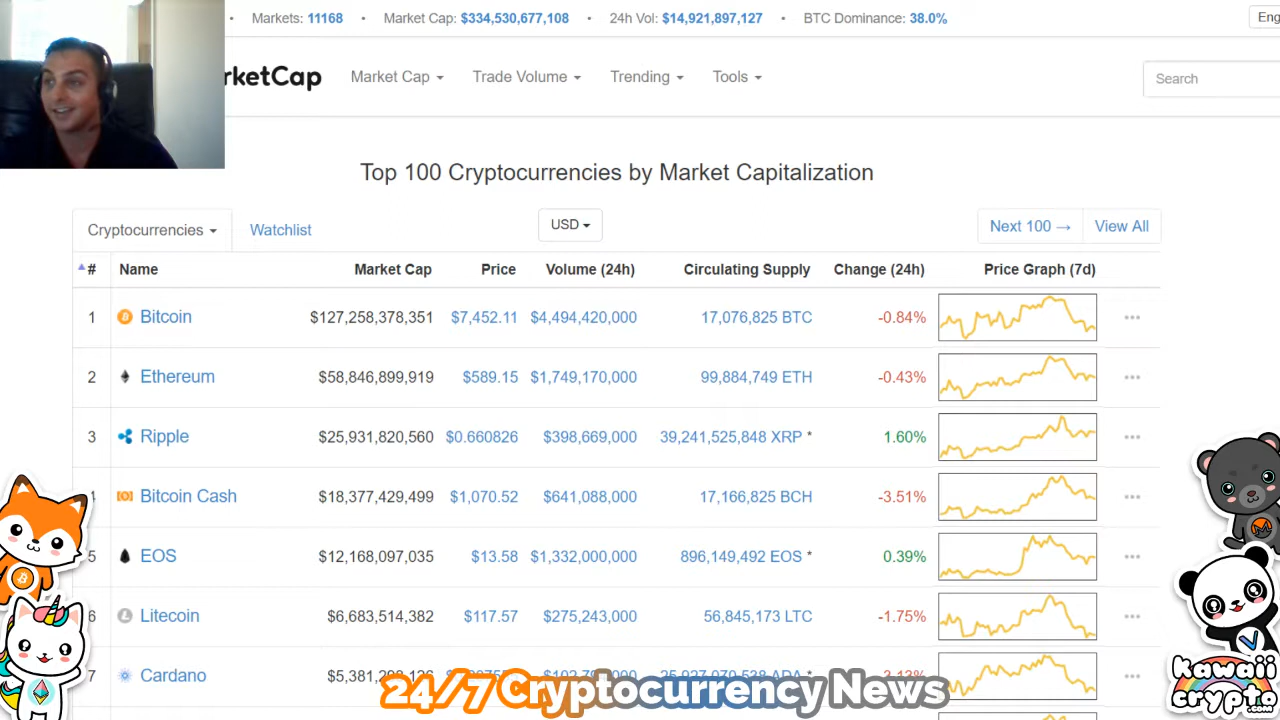 Markets: 11168 • Market Cap: $334,530,677,108 • 24h Vol: $14,921,897,127 • BTC Dominance: 38.0%
Eng
rketCap Market Cap Trade Volume Trending Tools Search
Top 100 Cryptocurrencies by Market Capitalization
Cryptocurrencies Watchlist USD Next 100 → View All
# Name Market Cap Price Volume (24h) Circulating Supply Change (24h) Price Graph (7d)
1 Bitcoin $127,258,378,351 $7,452.11 $4,494,420,000 17,076,825 BTC -0.84%
2 Ethereum $58,846,899,919 $589.15 $1,749,170,000 99,884,749 ETH -0.43%
3 Ripple $25,931,820,560 $0.660826 $398,669,000 39,241,525,848 XRP * 1.60%
4 Bitcoin Cash $18,377,429,499 $1,070.52 $641,088,000 17,166,825 BCH -3.51%
5 EOS $12,168,097,035 $13.58 $1,332,000,000 896,149,492 EOS * 0.39%
6 Litecoin $6,683,514,382 $117.57 $275,243,000 56,845,173 LTC -1.75%
7 Cardano
24/7 Cryptocurrency News
kawaii
crypto
.com